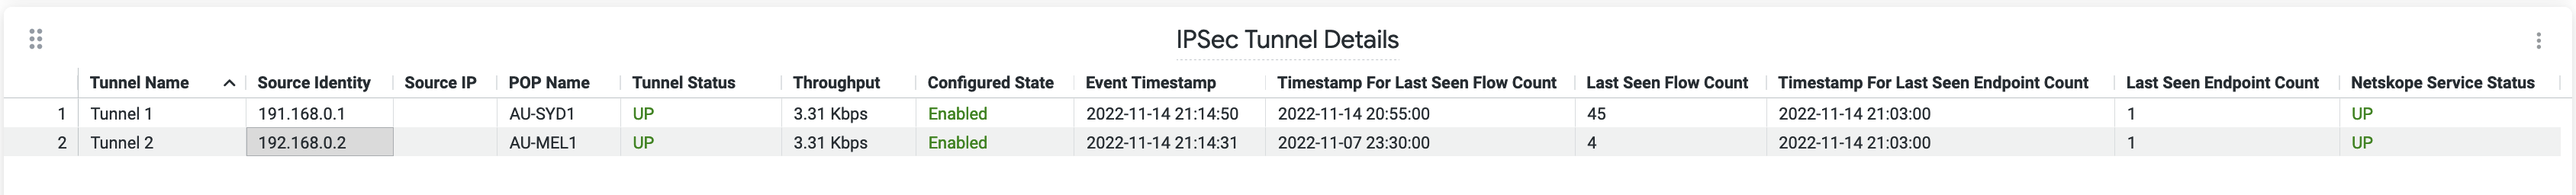 IPSec Tunnel Details
Tunnel Name Source Identity Source IP POP Name Tunnel Status Throughput Configured State Event Timestamp Timestamp For Last Seen Flow Count Last Seen Flow Count Timestamp For Last Seen Endpoint Count Last Seen Endpoint Count Netskope Service Status
1 Tunnel 1 191.168.0.1 AU-SYD1 UP 3.31 Kbps Enabled 2022-11-14 21:14:50 2022-11-14 20:55:00 45 2022-11-14 21:03:00 1 UP
2 Tunnel 2 192.168.0.2 AU-MEL1 UP 3.31 Kbps Enabled 2022-11-14 21:14:31 2022-11-07 23:30:00 4 2022-11-14 21:03:00 1 UP